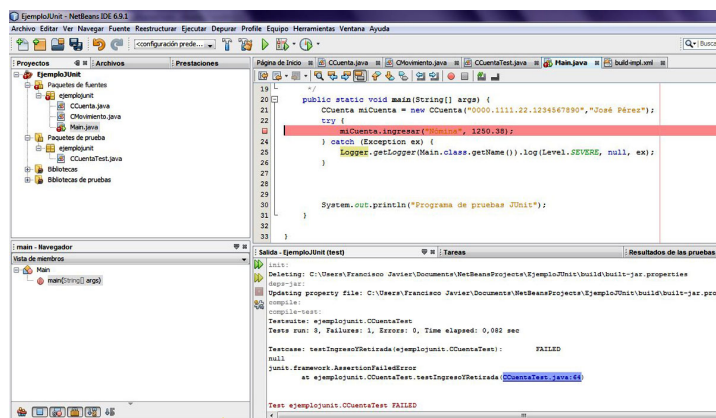 EjemploJUnit - NetBeans IDE 6.9.1
Archivo Editar Ver Navegar Fuente Reestructurar Ejecutar Depurar Profile Equipo Herramientas Ventana Ayuda
<configuración prede...
Busca
Proyectos Archivos Prestaciones
EjemploJUnit
Paquetes de fuentes
ejemplojunit
CCuenta.java
CMovimiento.java
Main.java
Paquetes de prueba
ejemplojunit
CCuentaTest.java
Bibliotecas
Bibliotecas de pruebas
Página de Inicio CCuenta.java CMovimiento.java CCuentaTest.java Main.java build-impl.xml
19 */
20 public static void main(String[] args) {
21 CCuenta miCuenta = new CCuenta("0000.1111.22.1234567890","José Pérez");
22 try {
miCuenta.ingresar("Nómina", 1250.38);
24 } catch (Exception ex) {
25 Logger.getLogger(Main.class.getName()).log(Level.SEVERE, null, ex);
26 }
27
28
29
30 System.out.println("Programa de pruebas JUnit");
31 }
32
33 }
main - Navegador
Vista de miembros
Main
main(String[] args)
Salida - EjemploJUnit (test) Tareas Resultados de las pruebas
init:
Deleting: C:\Users\Francisco Javier\Documents\NetBeansProjects\EjemploJUnit\build\built-jar.properties
deps-jar:
Updating property file: C:\Users\Francisco Javier\Documents\NetBeansProjects\EjemploJUnit\build\built-jar.pro
compile:
compile-test:
Testsuite: ejemplojunit.CCuentaTest
Tests run: 3, Failures: 1, Errors: 0, Time elapsed: 0,082 sec
Testcase: testIngresoYRetirada(ejemplojunit.CCuentaTest): FAILED
null
junit.framework.AssertionFailedError
at ejemplojunit.CCuentaTest.testIngresoYRetirada(CCuentaTest.java:64)
Test ejemplojunit.CCuentaTest FAILED